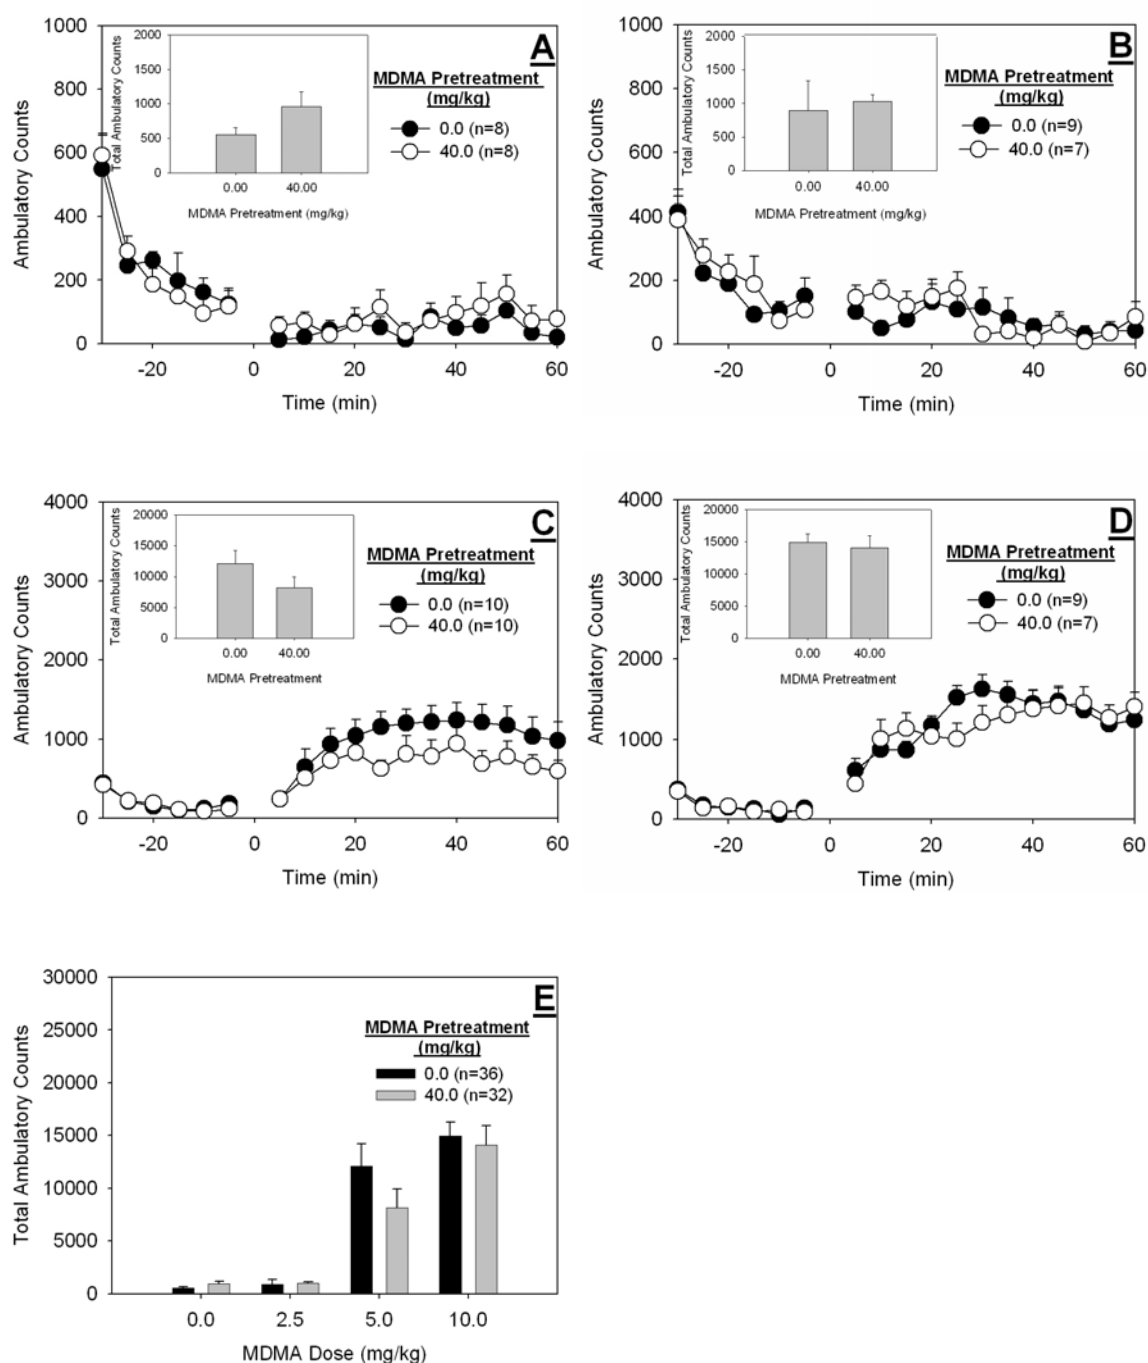 A
1000
800
600
400
200
0
Ambulatory Counts
-20 0 20 40 60
Time (min)
MDMA Pretreatment
(mg/kg)
0.0 (n=8)
40.0 (n=8)
Total Ambulatory Counts
2000
1500
1000
500
0
0.00 40.00
MDMA Pretreatment (mg/kg)
B
1000
800
600
400
200
0
Ambulatory Counts
-20 0 20 40 60
Time (min)
MDMA Pretreatment
(mg/kg)
0.0 (n=9)
40.0 (n=7)
Total Ambulatory Counts
2000
1500
1000
500
0
0.00 40.00
MDMA Pretreatment (mg/kg)
C
4000
3000
2000
1000
0
Ambulatory Counts
-20 0 20 40 60
Time (min)
MDMA Pretreatment
(mg/kg)
0.0 (n=10)
40.0 (n=10)
Total Ambulatory Counts
20000
15000
10000
5000
0
0.00 40.00
MDMA Pretreatment
D
4000
3000
2000
1000
0
Ambulatory Counts
-20 0 20 40 60
Time (min)
MDMA Pretreatment
(mg/kg)
0.0 (n=9)
40.0 (n=7)
Total Ambulatory Counts
20000
15000
10000
5000
0
0.00 40.00
MDMA Pretreatment
E
30000
25000
20000
15000
10000
5000
0
Total Ambulatory Counts
MDMA Pretreatment
(mg/kg)
0.0 (n=36)
40.0 (n=32)
0.0 2.5 5.0 10.0
MDMA Dose (mg/kg)